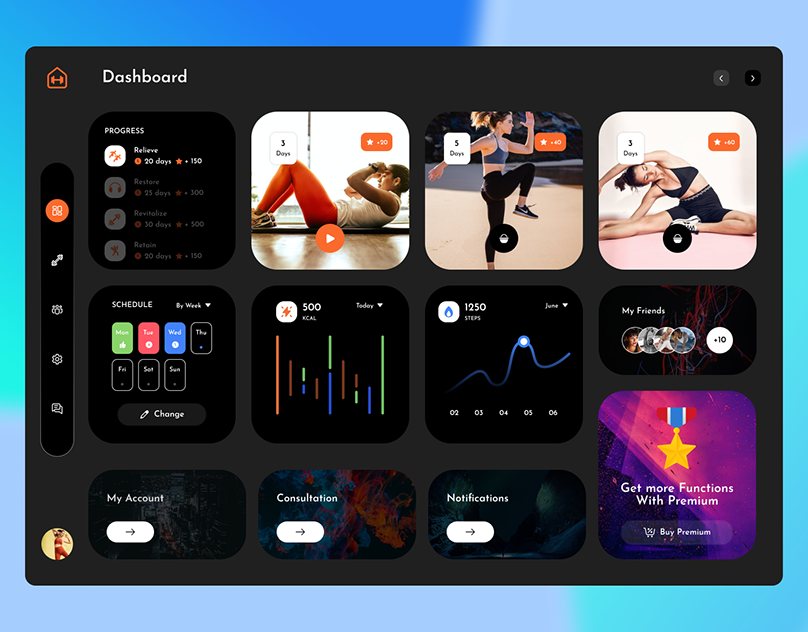 Dashboard
PROGRESS
Relieve
20 days + 150
Restore
25 days + 300
Revitalize
30 days + 500
Retain
20 days + 150
3
Days
+20
5
Days
+40
3
Days
+60
SCHEDULE By Week
Mon Tue Wed Thu
Fri Sat Sun
Change
500
KCAL
Today
1250
STEPS
June
02 03 04 05 06
My Friends
+10
Get more Functions
With Premium
Buy Premium
My Account
Consultation
Notifications